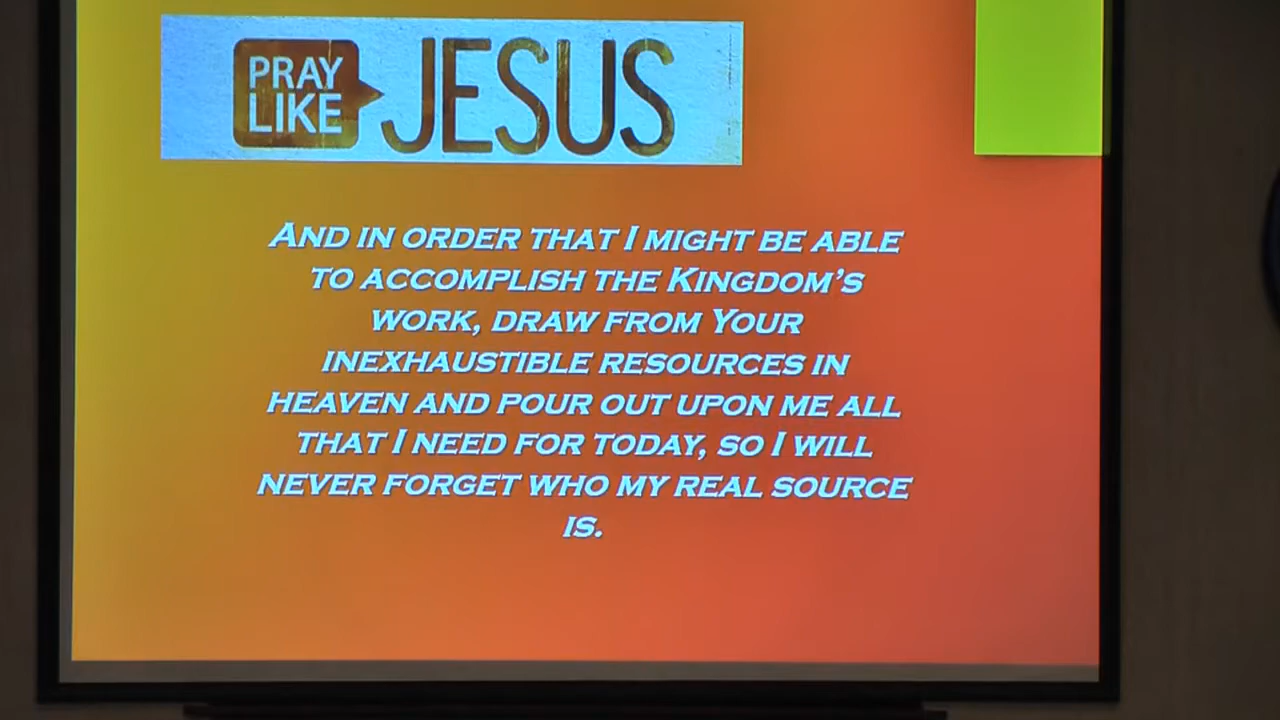 PRAY
LIKE
JESUS
AND IN ORDER THAT I MIGHT BE ABLE
TO ACCOMPLISH THE KINGDOM'S
WORK, DRAW FROM YOUR
INEXHAUSTIBLE RESOURCES IN
HEAVEN AND POUR OUT UPON ME ALL
THAT I NEED FOR TODAY, SO I WILL
NEVER FORGET WHO MY REAL SOURCE
IS.